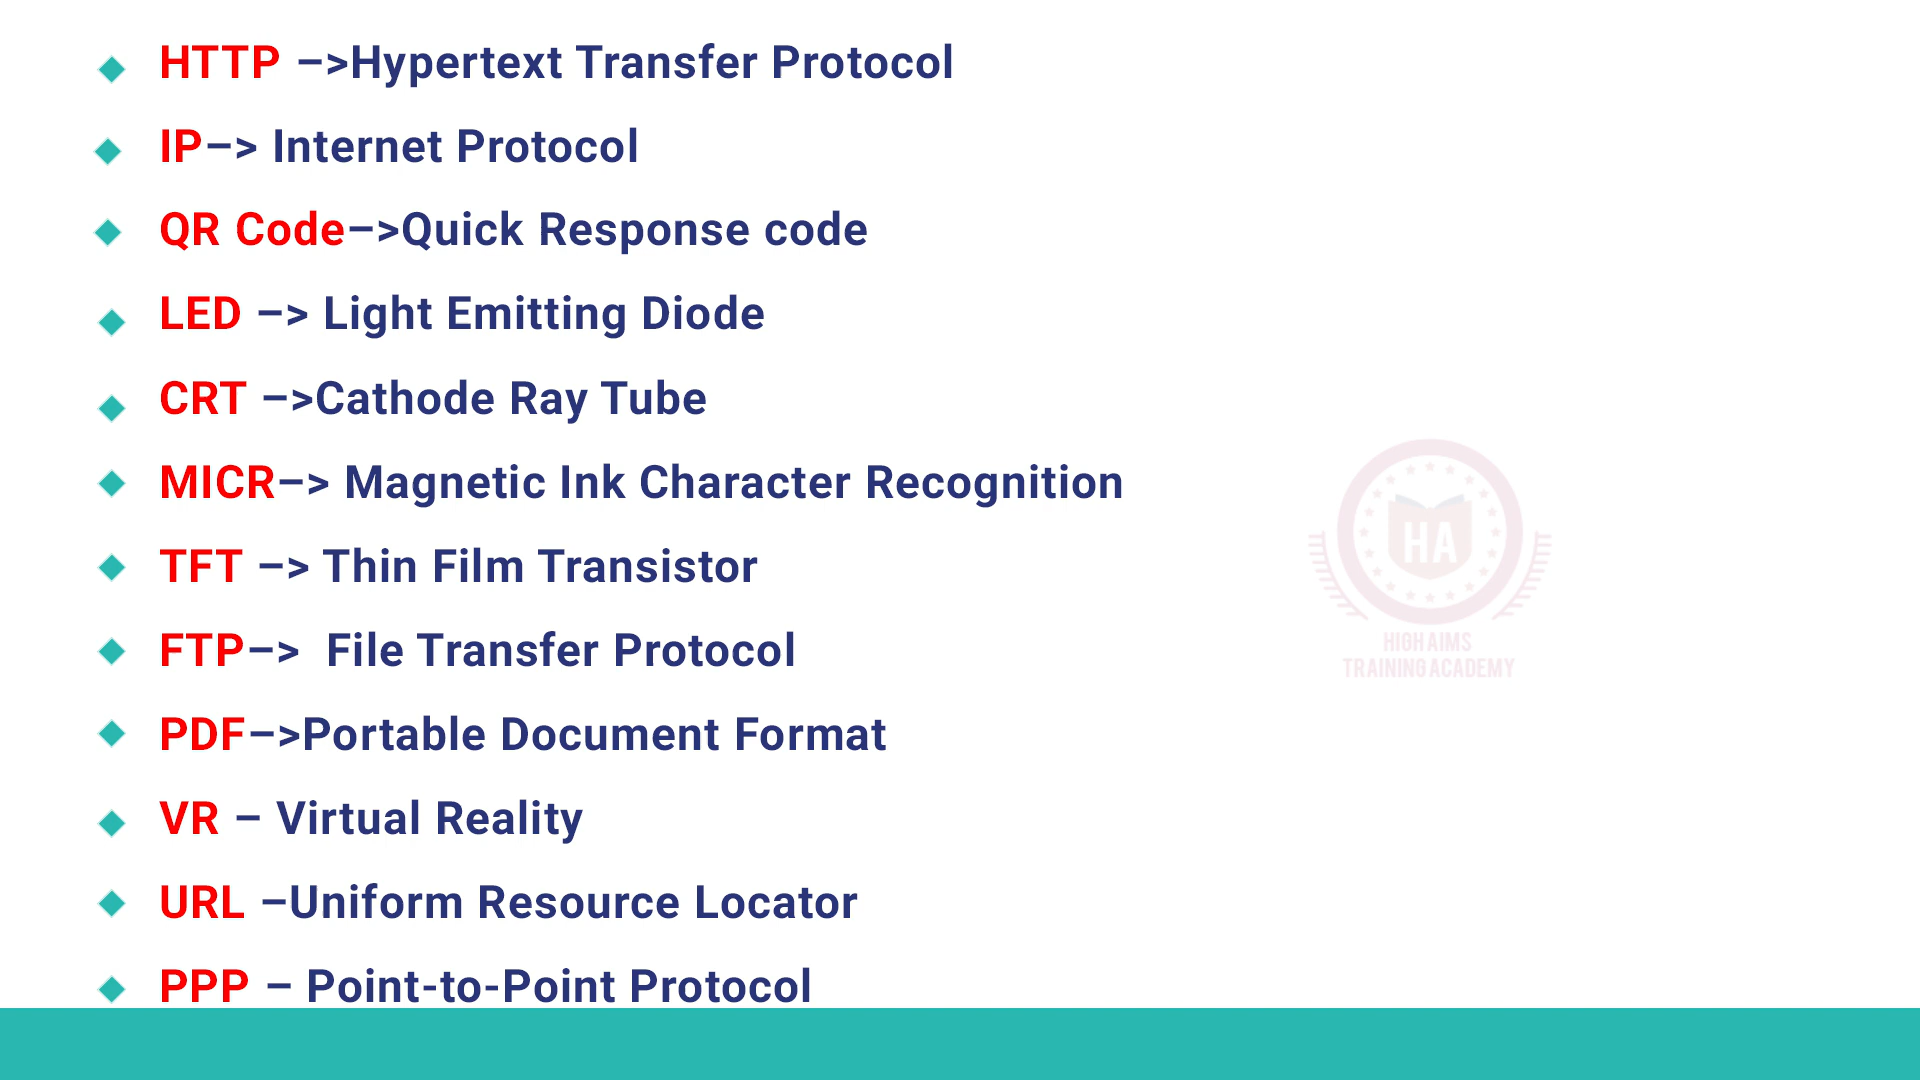 HTTP –>Hypertext Transfer Protocol
IP–> Internet Protocol
QR Code–>Quick Response code
LED –> Light Emitting Diode
CRT –>Cathode Ray Tube
MICR–> Magnetic Ink Character Recognition
TFT –> Thin Film Transistor
FTP–>  File Transfer Protocol
PDF–>Portable Document Format
VR – Virtual Reality
URL –Uniform Resource Locator
PPP – Point-to-Point Protocol
HA
HIGH AIMS
TRAINING ACADEMY